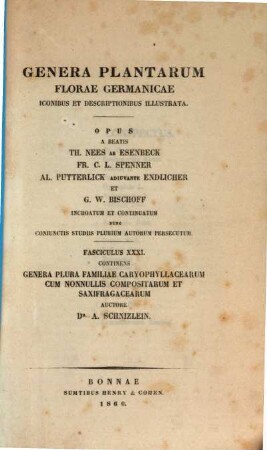 GENERA PLANTARUM
FLORAE GERMANICAE
ICONIBUS ET DESCRIPTIONIBUS ILLUSTRATA.
OPUS
A BEATIS
TH. NEES AB ESENBECK
FR. C. L. SPENNER
AL. PUTTERLICK ADIUVANTE ENDLICHER
ET
G. W. BISCHOFF
INCHOATUM ET CONTINUATUM
NUNC
CONIUNCTIS STUDIIS PLURIUM AUTORUM PERSECUTUM.
FASCICULUS XXXI.
CONTINENS
GENERA PLURA FAMILIAE CARYOPHYLLACEARUM
CUM NONNULLIS COMPOSITARUM ET
SAXIFRAGACEARUM
AUCTORE
DR. A. SCHNIZLEIN.
BONNAE
SUMTIBUS HENRY & COHEN.
1860.